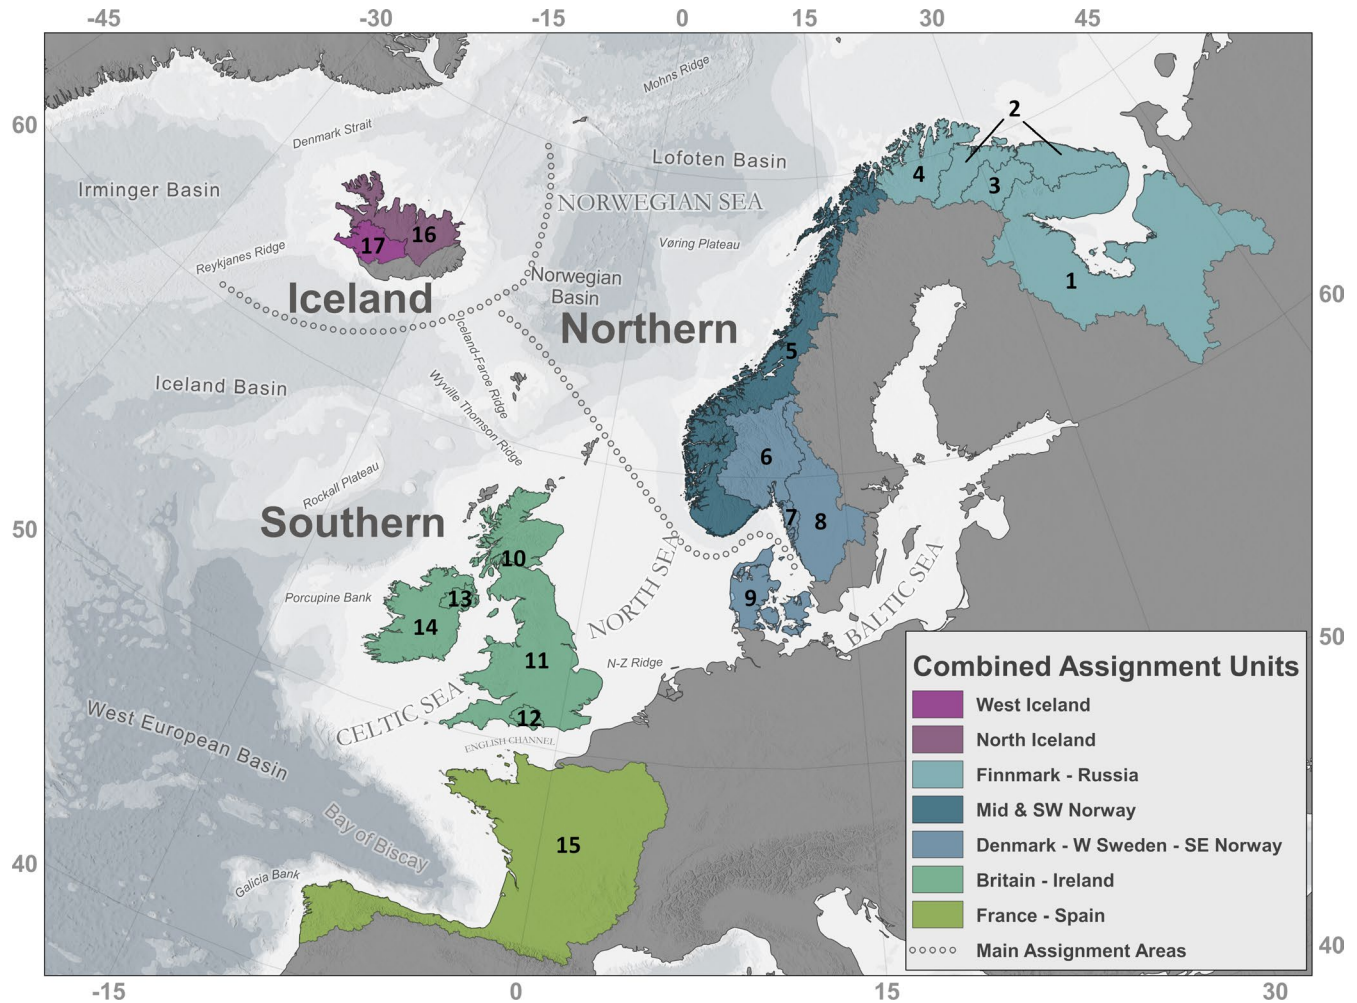 -45
-30
-15
0
15
30
45
60
50
40
60
50
40
-15
0
15
30
Mohns Ridge
Denmark Strait
Lofoten Basin
Irminger Basin
NORWEGIAN SEA
Vøring Plateau
Reykjanes Ridge
Norwegian
Basin
Iceland
Northern
Iceland-Faroe Ridge
Iceland Basin
Wyville Thomson Ridge
Rockall Plateau
Southern
NORTH SEA
BALTIC SEA
Porcupine Bank
N-Z Ridge
CELTIC SEA
ENGLISH CHANNEL
West European Basin
Bay of Biscay
Galicia Bank
1
2
3
4
5
6
7
8
9
10
11
12
13
14
15
16
17
Combined Assignment Units
West Iceland
North Iceland
Finnmark - Russia
Mid & SW Norway
Denmark - W Sweden - SE Norway
Britain - Ireland
France - Spain
Main Assignment Areas